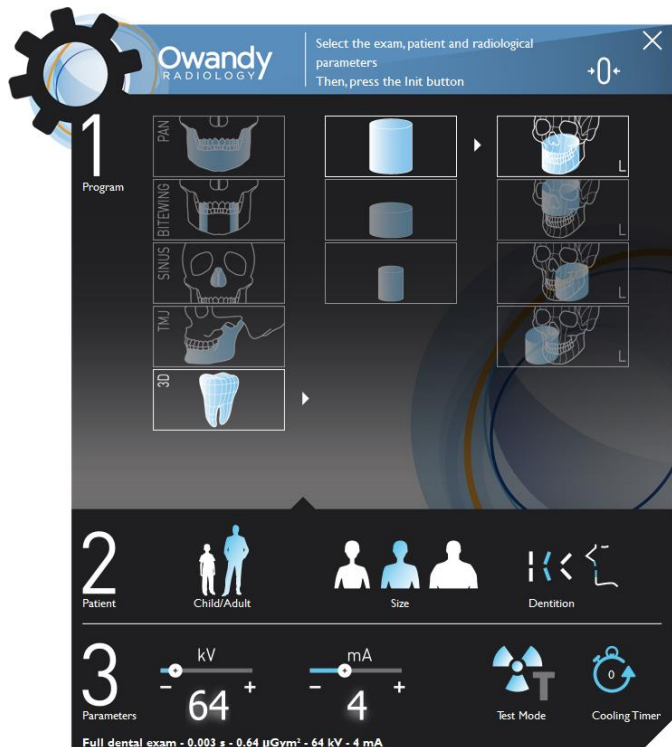 Owandy
RADIOLOGY
Select the exam, patient and radiological
parameters
Then, press the Init button
0
1
Program
PAN
BITEWING
SINUS
TMJ
3D
L
L
L
L
2
Patient
Child/Adult
Size
Dentition
3
Parameters
kV
- +
64
mA
- +
4
T
Test Mode
0
Cooling Timer
Full dental exam - 0.003 s - 0.64 µGym² - 64 kV - 4 mA